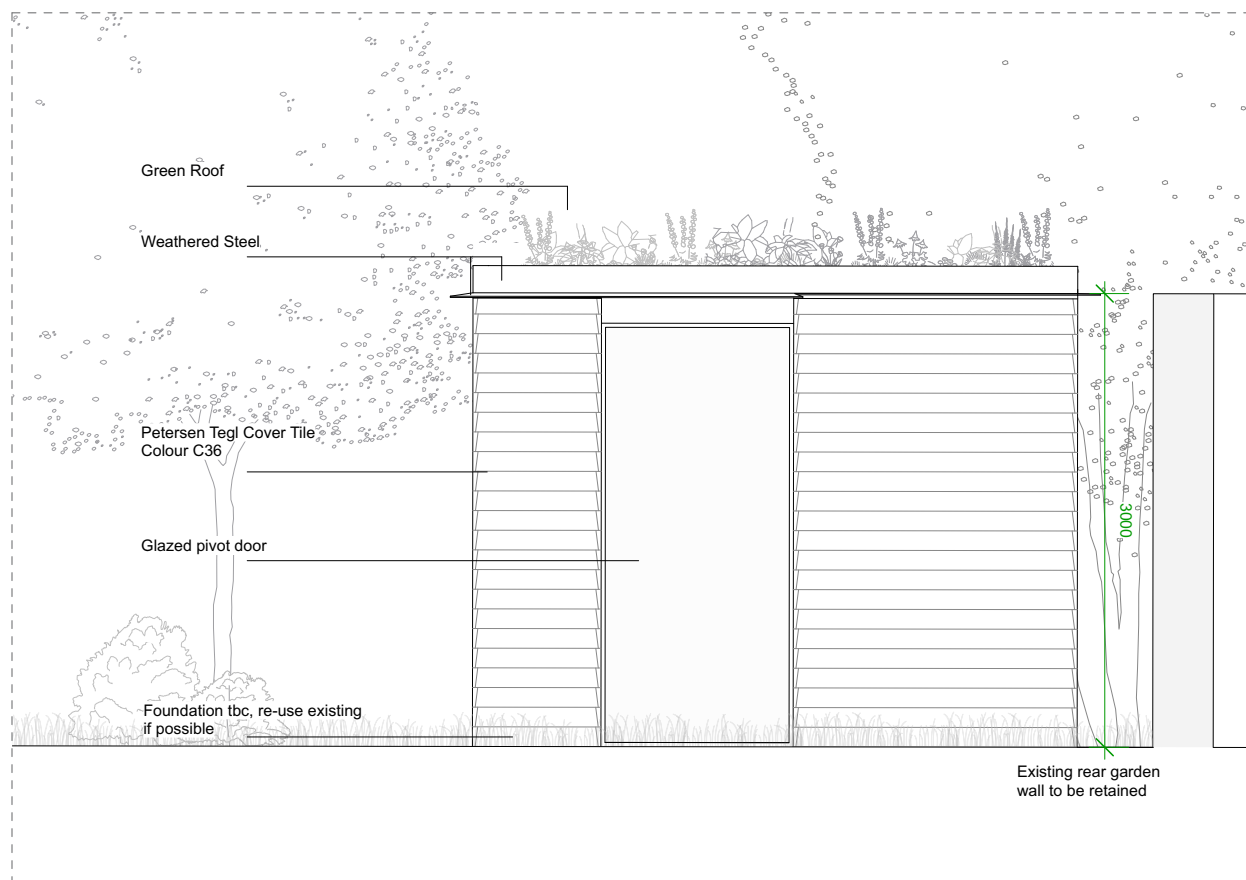 Green Roof
Weathered Steel
Petersen Tegl Cover Tile
Colour C36
Glazed pivot door
3000
Foundation tbc, re-use existing
if possible
Existing rear garden
wall to be retained